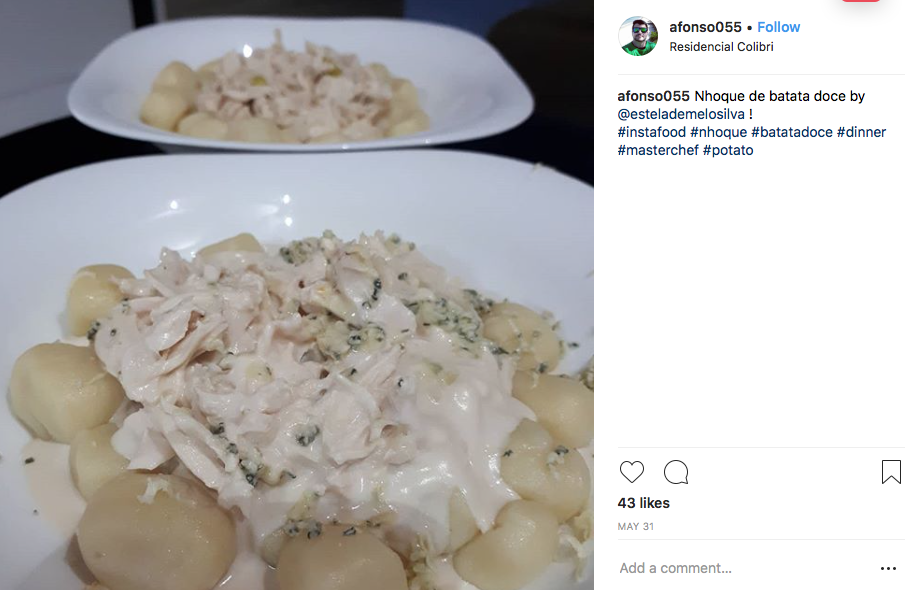 afonso055 • Follow
Residencial Colibri
afonso055 Nhoque de batata doce by
@estelademelosilva !
#instafood #nhoque #batatadoce #dinner
#masterchef #potato
43 likes
MAY 31
Add a comment...